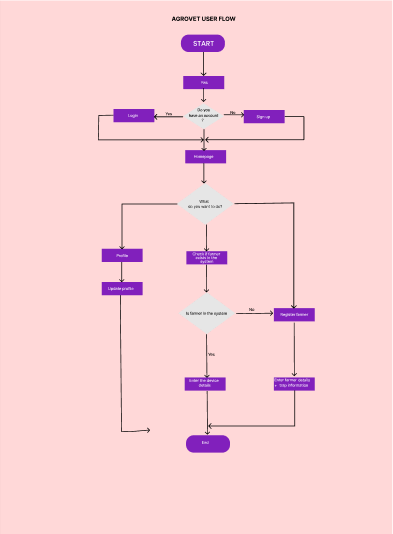 AGROVET USER FLOW
START
Yes
Do you
have an account
?
Yes
No
Login
Sign up
Homepage
What
do you want to do?
Profile
Check if farmer
exists in the
system
Update profile
Is farmer in the system
No
Register farmer
Yes
Enter the device
details
Enter farmer details
information
End